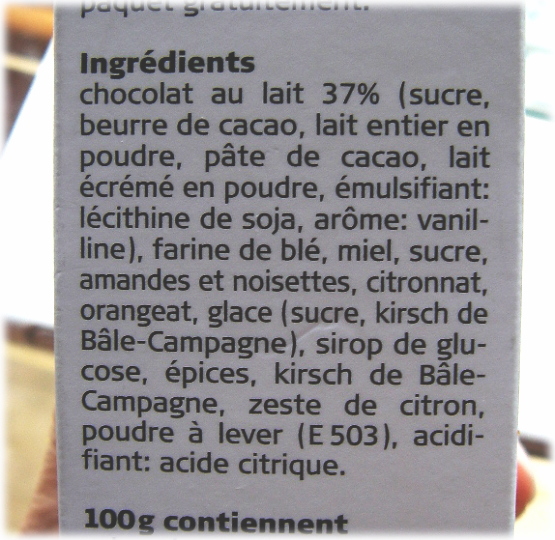 paquet gratuitement.
Ingrédients
chocolat au lait 37% (sucre,
beurre de cacao, lait entier en
poudre, pâte de cacao, lait
écrémé en poudre, émulsifiant:
lécithine de soja, arôme: vanil-
line), farine de blé, miel, sucre,
amandes et noisettes, citronnat,
orangeat, glace (sucre, kirsch de
Bâle-Campagne), sirop de glu-
cose, épices, kirsch de Bâle-
Campagne, zeste de citron,
poudre à lever (E 503), acidi-
fiant: acide citrique.
100g contiennent